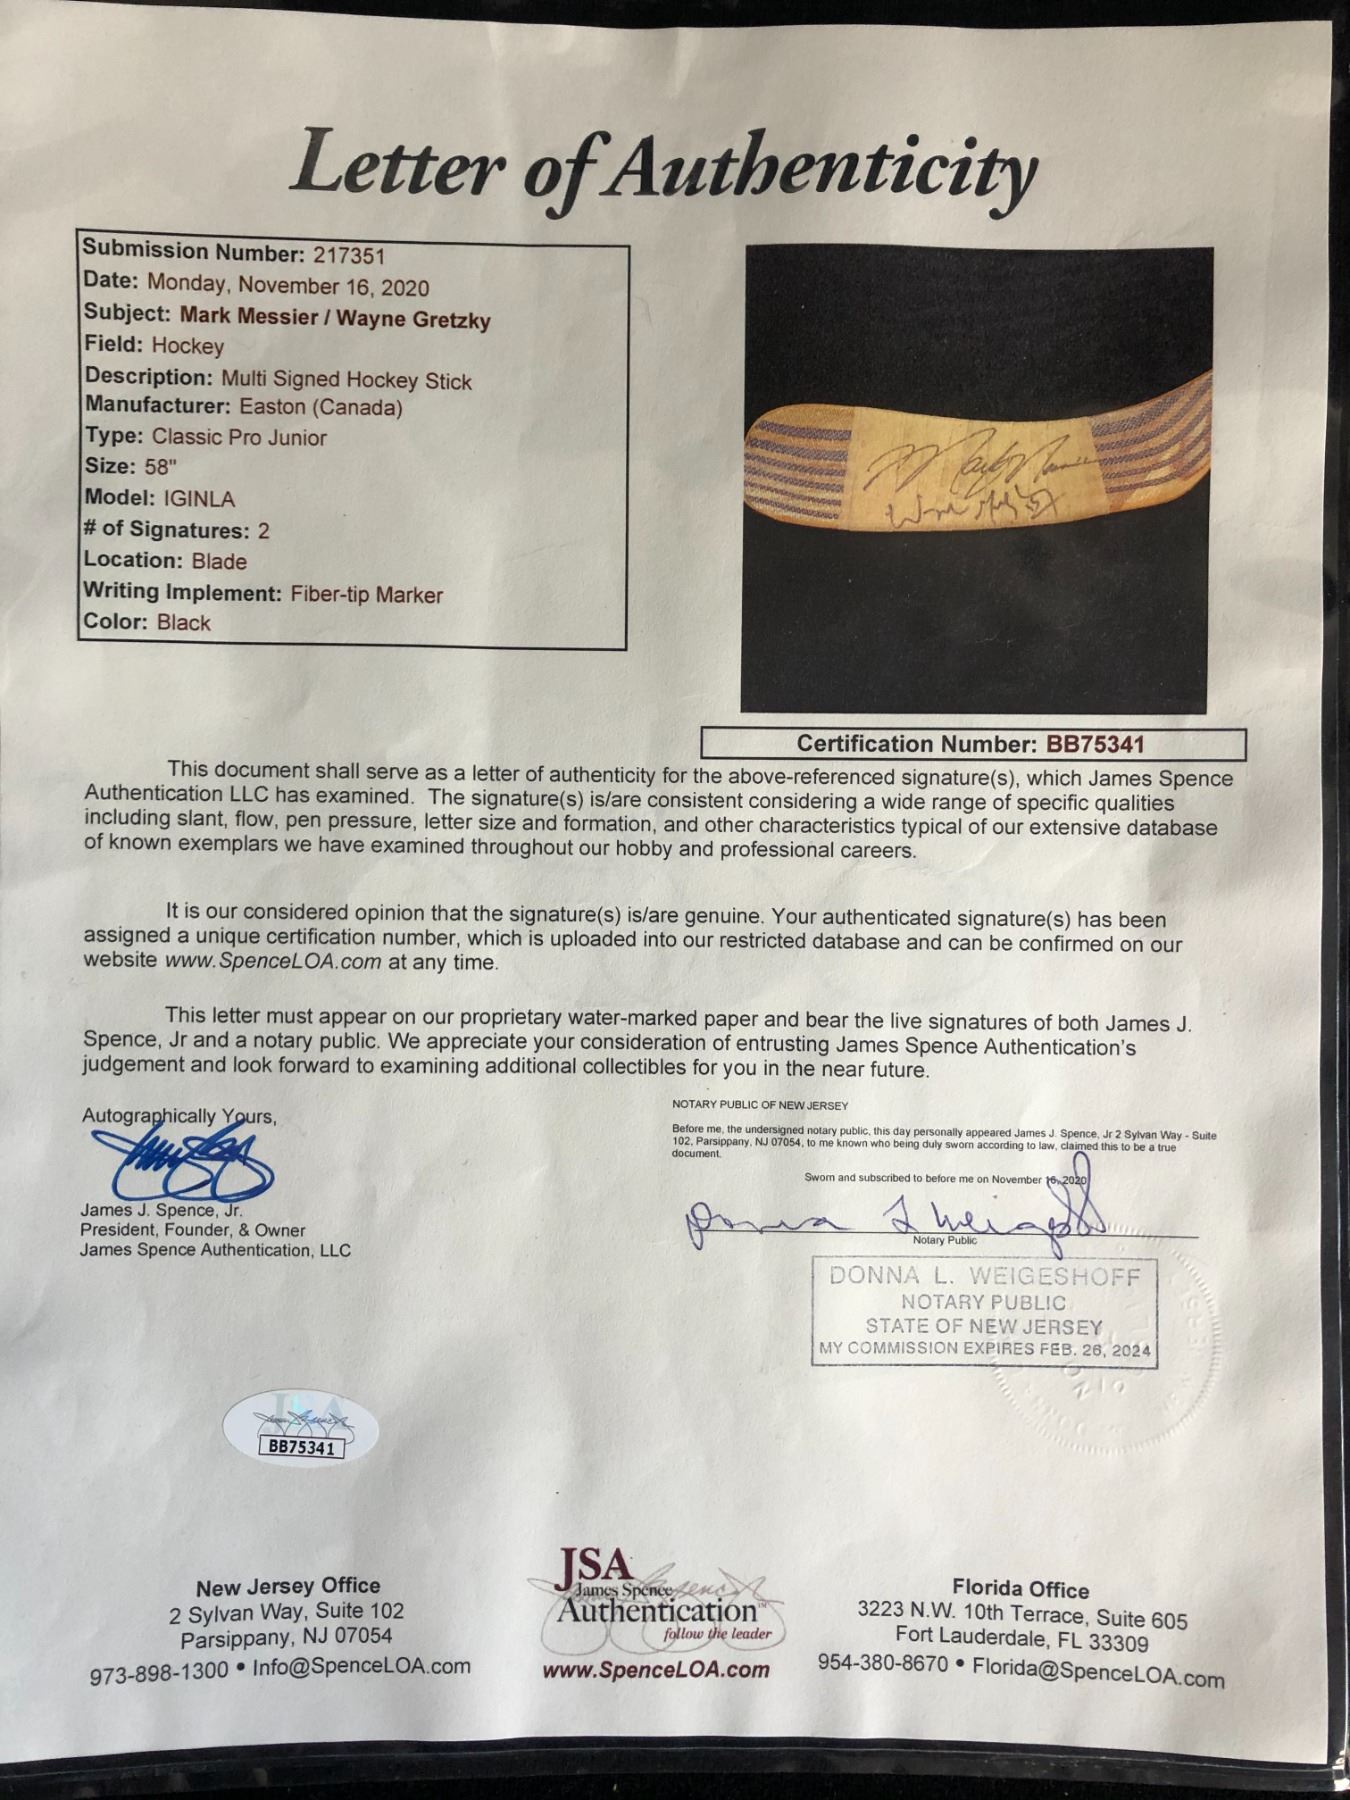 Letter of Authenticity
Submission Number: 217351
Date: Monday, November 16, 2020
Subject: Mark Messier / Wayne Gretzky
Field: Hockey
Description: Multi Signed Hockey Stick
Manufacturer: Easton (Canada)
Type: Classic Pro Junior
Size: 58"
Model: IGINLA
# of Signatures: 2
Location: Blade
Writing Implement: Fiber-tip Marker
Color: Black
Certification Number: BB75341
This document shall serve as a letter of authenticity for the above-referenced signature(s), which James Spence
Authentication LLC has examined. The signature(s) is/are consistent considering a wide range of specific qualities
including slant, flow, pen pressure, letter size and formation, and other characteristics typical of our extensive database
of known exemplars we have examined throughout our hobby and professional careers.
It is our considered opinion that the signature(s) is/are genuine. Your authenticated signature(s) has been
assigned a unique certification number, which is uploaded into our restricted database and can be confirmed on our
website www.SpenceLOA.com at any time.
This letter must appear on our proprietary water-marked paper and bear the live signatures of both James J.
Spence, Jr and a notary public. We appreciate your consideration of entrusting James Spence Authentication's
judgement and look forward to examining additional collectibles for you in the near future.
Autographically Yours,
James J. Spence, Jr.
President, Founder, & Owner
James Spence Authentication, LLC
NOTARY PUBLIC OF NEW JERSEY
Before me, the undersigned notary public, this day personally appeared James J. Spence, Jr 2 Sylvan Way - Suite
102, Parsippany, NJ 07054, to me known who being duly sworn according to law, claimed this to be a true
document.
Sworn and subscribed to before me on November 16, 2020
Donna L Weigeshoff
Notary Public
DONNA L. WEIGESHOFF
NOTARY PUBLIC
STATE OF NEW JERSEY
MY COMMISSION EXPIRES FEB. 26, 2024
BB75341
New Jersey Office
2 Sylvan Way, Suite 102
Parsippany, NJ 07054
973-898-1300 • Info@SpenceLOA.com
JSA
James Spence
Authentication™
follow the leader
www.SpenceLOA.com
Florida Office
3223 N.W. 10th Terrace, Suite 605
Fort Lauderdale, FL 33309
954-380-8670 • Florida@SpenceLOA.com